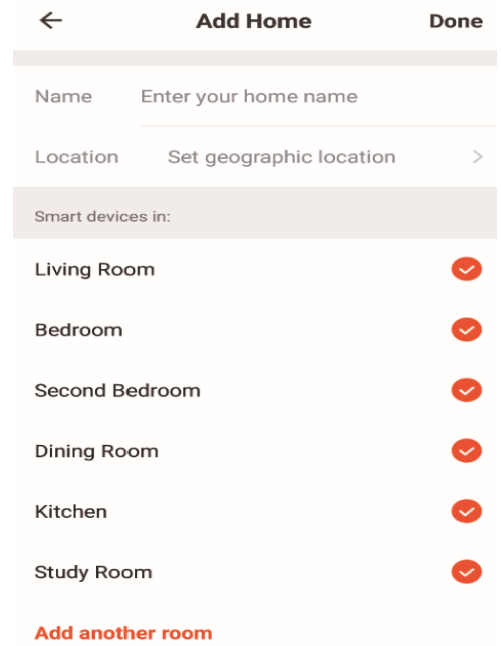 Add Home Done
Name Enter your home name
Location Set geographic location
Smart devices in:
Living Room
Bedroom
Second Bedroom
Dining Room
Kitchen
Study Room
Add another room